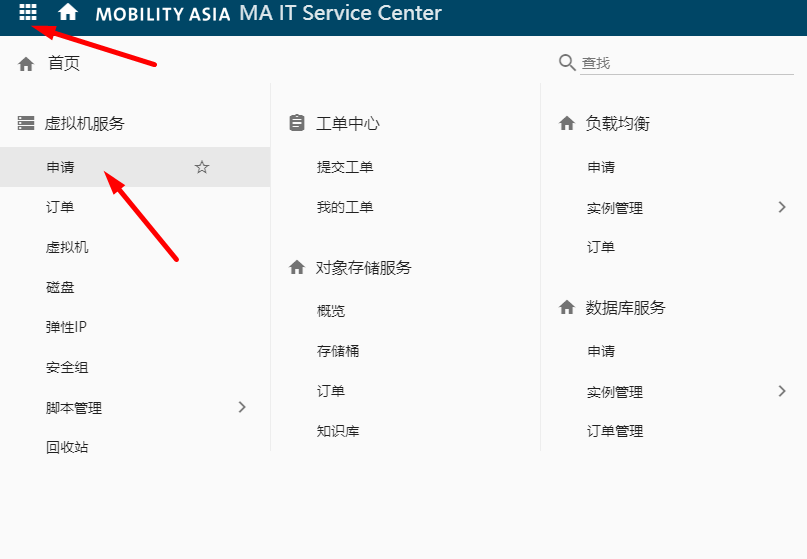 MOBILITY ASIA MA IT Service Center
首页
查找
虚拟机服务
申请
订单
虚拟机
磁盘
弹性IP
安全组
脚本管理
回收站
工单中心
提交工单
我的工单
对象存储服务
概览
存储桶
订单
知识库
负载均衡
申请
实例管理
订单
数据库服务
申请
实例管理
订单管理